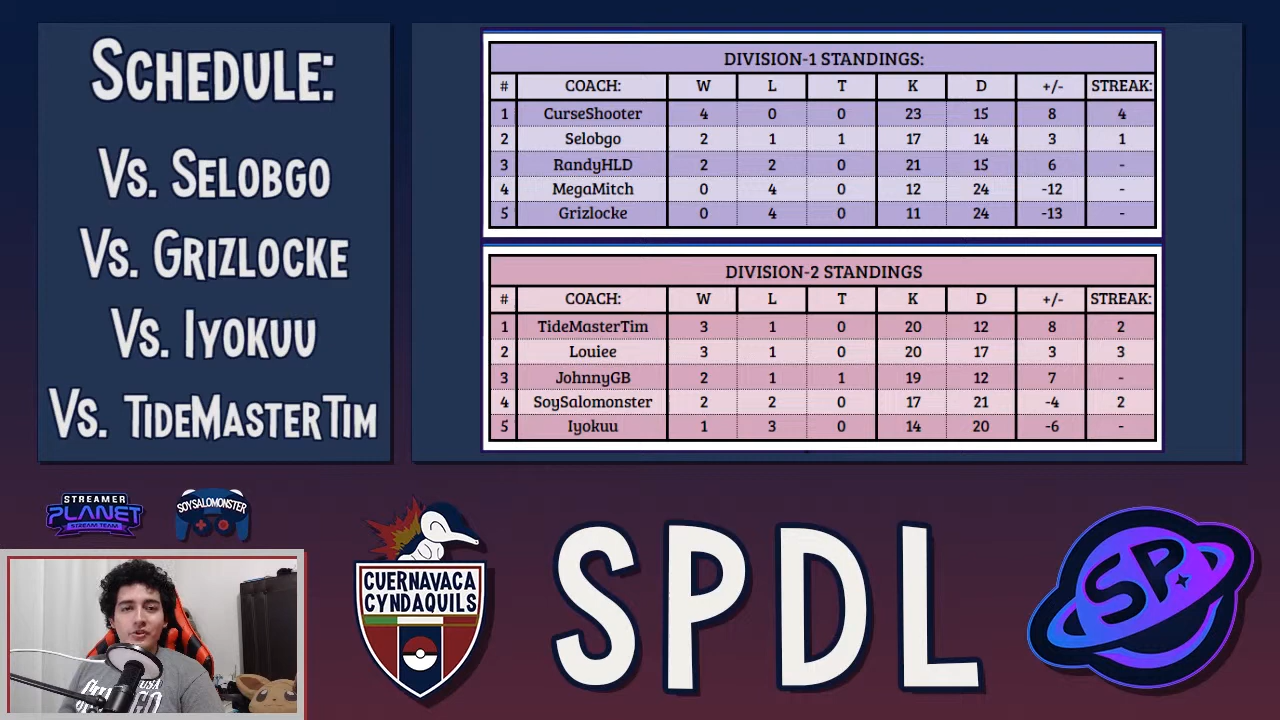 SCHEDULE:
VS. SELOBGO
VS. GRIZLOCKE
VS. IYOKUU
VS. TIDEMASTERTIM
DIVISION-1 STANDINGS:
# COACH: W L T K D +/- STREAK:
1 CurseShooter 4 0 0 23 15 8 4
2 Selobgo 2 1 1 17 14 3 1
3 RandyHLD 2 2 0 21 15 6 -
4 MegaMitch 0 4 0 12 24 -12 -
5 Grizlocke 0 4 0 11 24 -13 -
DIVISION-2 STANDINGS
# COACH: W L T K D +/- STREAK:
1 TideMasterTim 3 1 0 20 12 8 2
2 Louiee 3 1 0 20 17 3 3
3 JohnnyGB 2 1 1 19 12 7 -
4 SoySalomonster 2 2 0 17 21 -4 2
5 Iyokuu 1 3 0 14 20 -6 -
STREAMER
PLANET
STREAM TEAM
SOYSALOMONSTER
CUERNAVACA
CYNDAQUILS
SPDL
SP